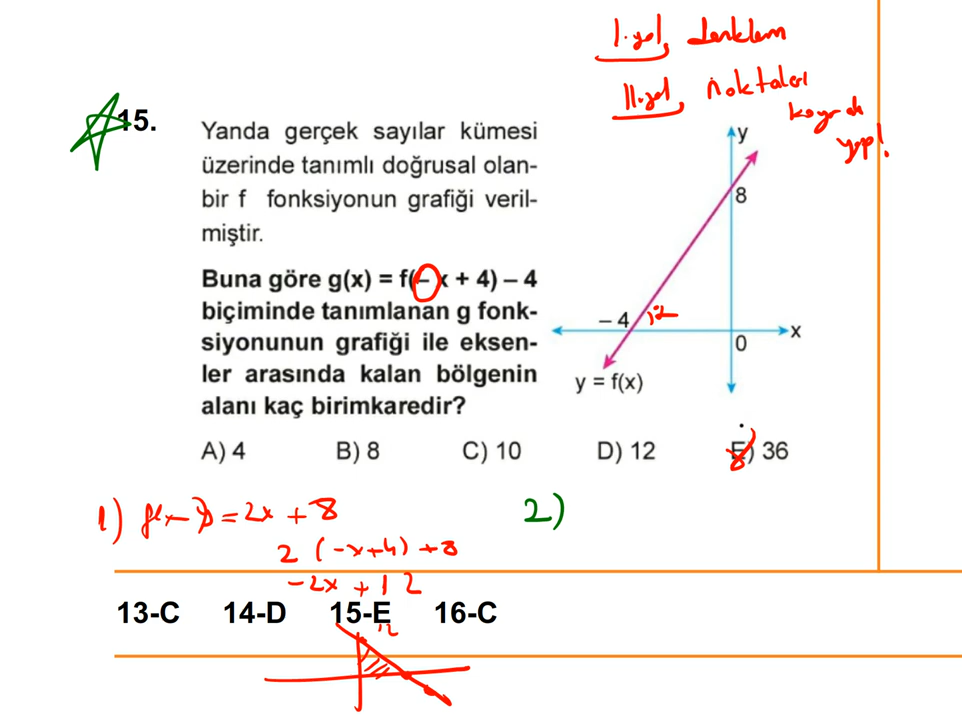 I.yol, denklem
II.yol, noktaları
kaydırarak
yap!
15.
Yanda gerçek sayılar kümesi
üzerinde tanımlı doğrusal olan-
bir f fonksiyonun grafiği veril-
miştir.
Buna göre g(x) = f(– x + 4) – 4
biçiminde tanımlanan g fonk-
siyonunun grafiği ile eksen-
ler arasında kalan bölgenin
alanı kaç birimkaredir?
y
8
– 4
x
0
y = f(x)
A) 4 B) 8 C) 10 D) 12 E) 36
1) = 2x + 8
2)
2 (-x+4) +8
-2x + 12
13-C 14-D 15-E 16-C
12